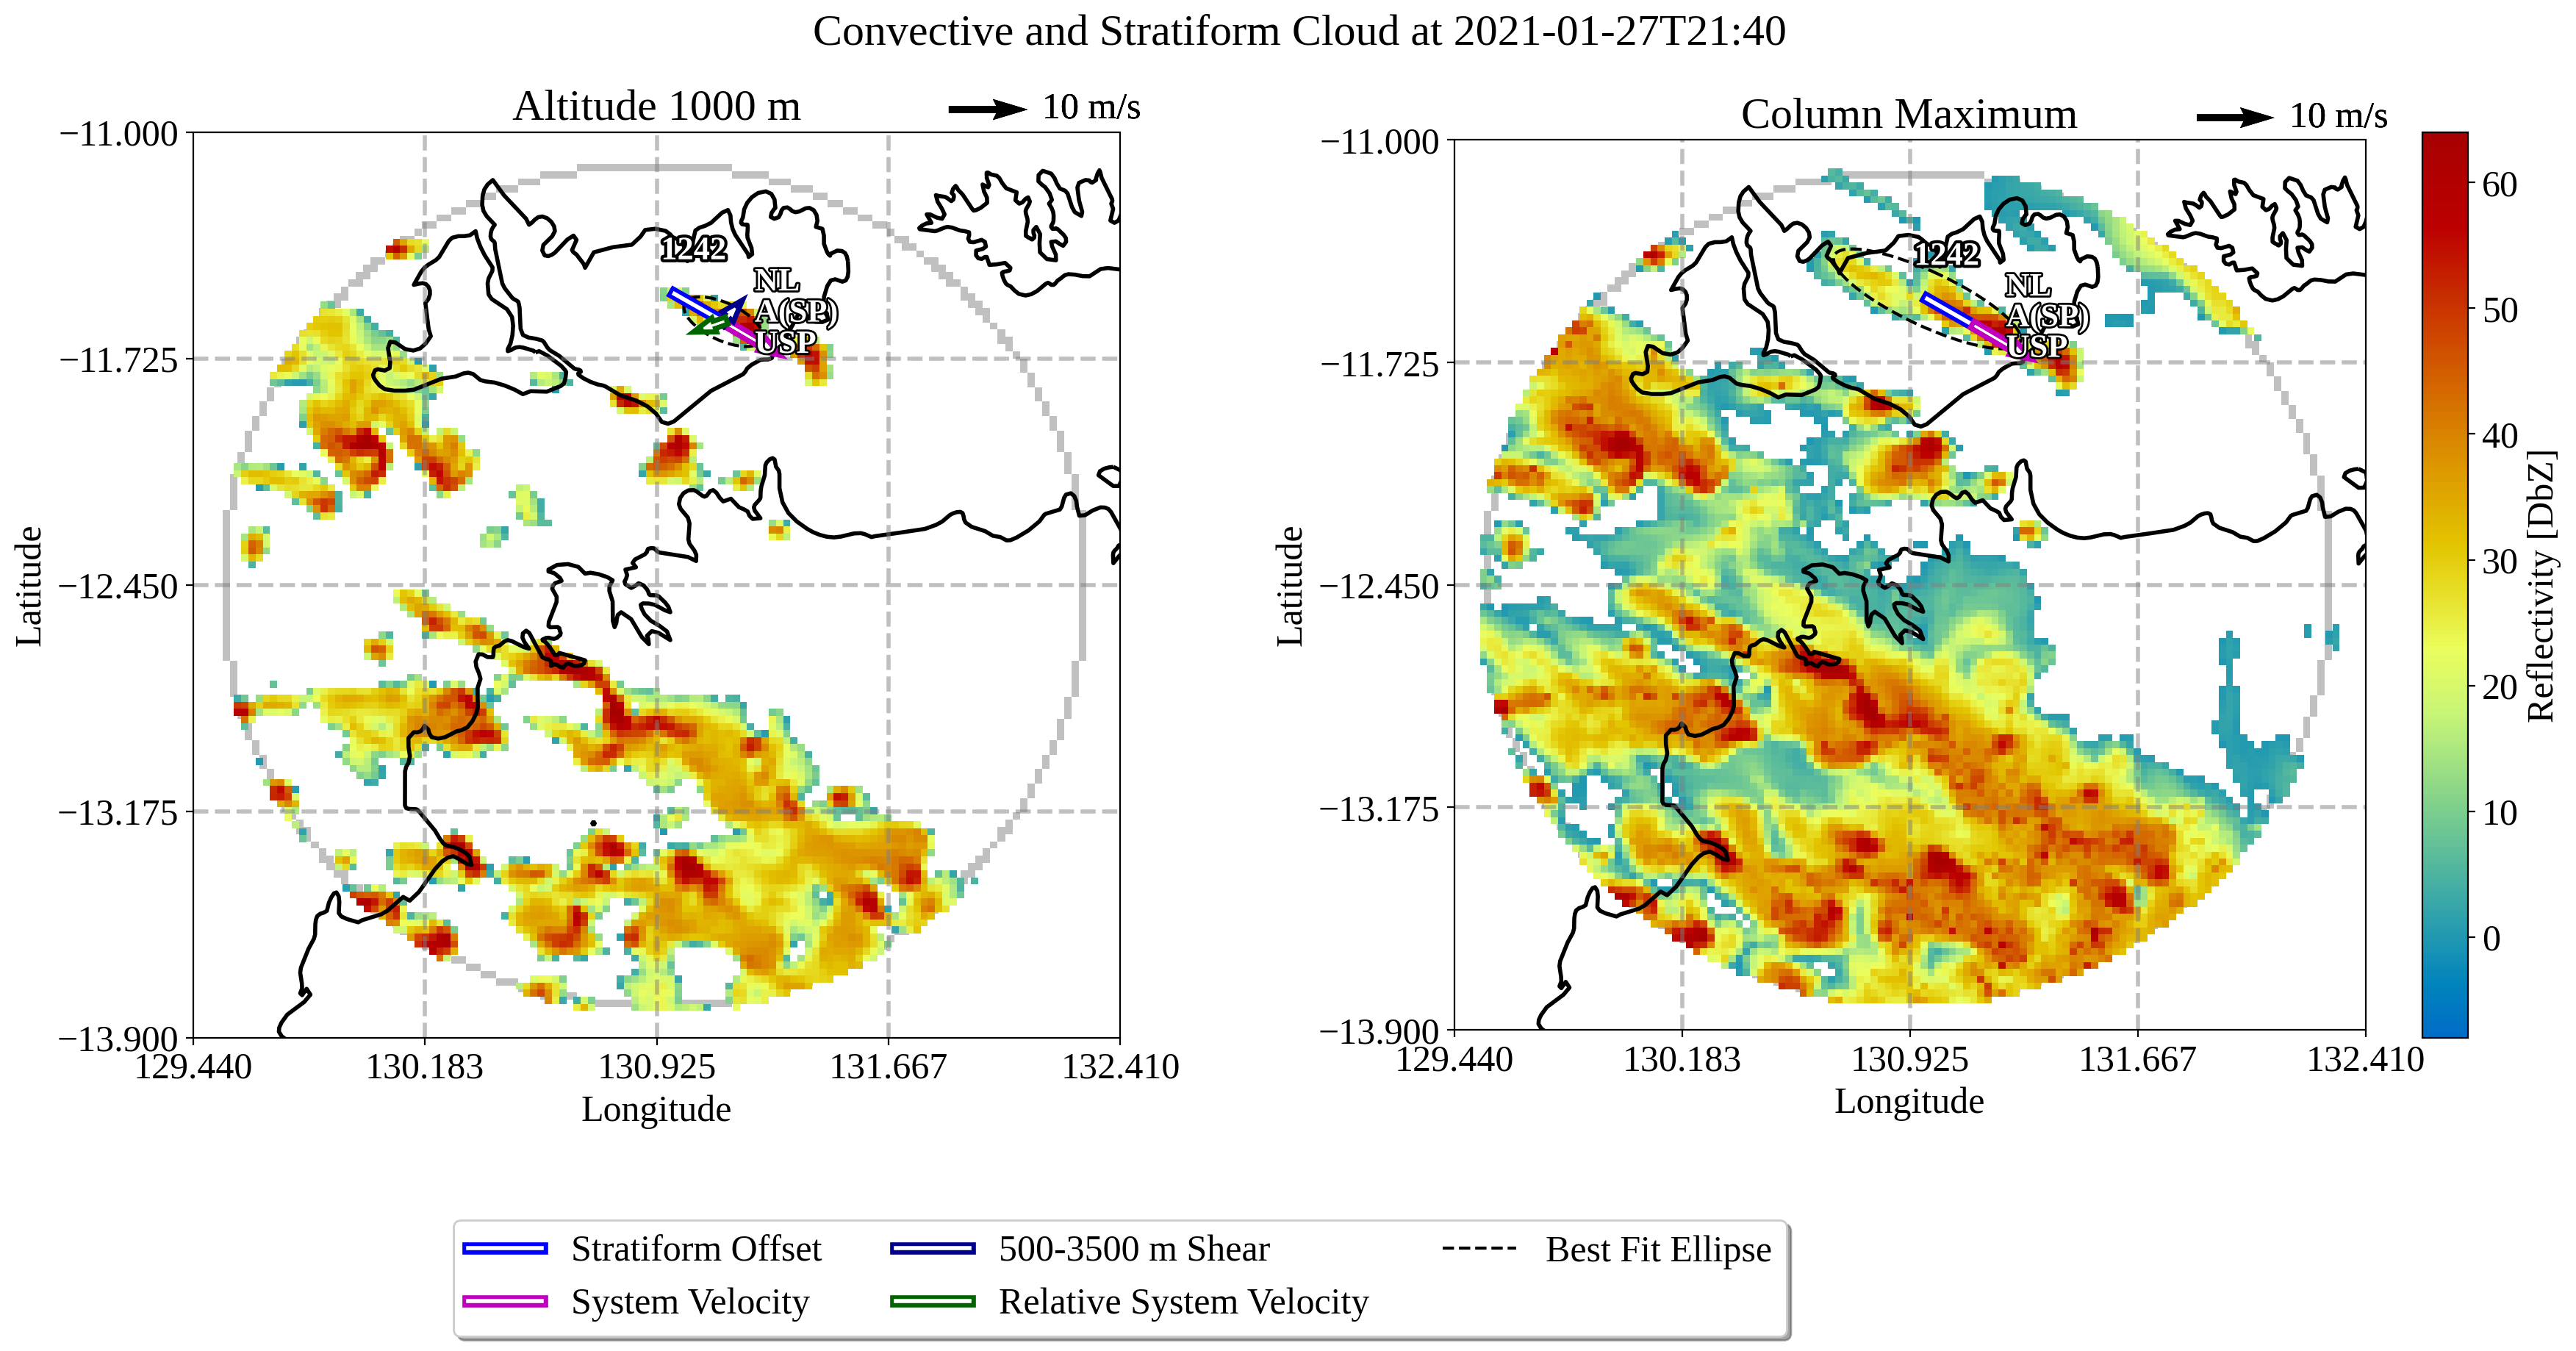 Convective and Stratiform Cloud at 2021-01-27T21:40
Altitude 1000 m
10 m/s
−11.000
−11.725
−12.450
−13.175
−13.900
Latitude
129.440
130.183
130.925
131.667
132.410
Longitude
1242
NL
A(SP)
USP
Column Maximum
10 m/s
−11.000
−11.725
−12.450
−13.175
−13.900
Latitude
129.440
130.183
130.925
131.667
132.410
Longitude
1242
NL
A(SP)
USP
60
50
40
30
20
10
0
Reflectivity [DbZ]
Stratiform Offset
System Velocity
500-3500 m Shear
Relative System Velocity
Best Fit Ellipse